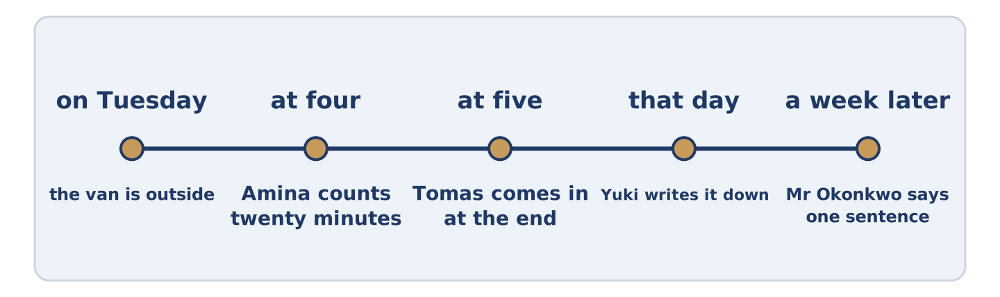 on Tuesday
at four
at five
that day
a week later
the van is outside
Amina counts
twenty minutes
Tomas comes in
at the end
Yuki writes it down
Mr Okonkwo says
one sentence